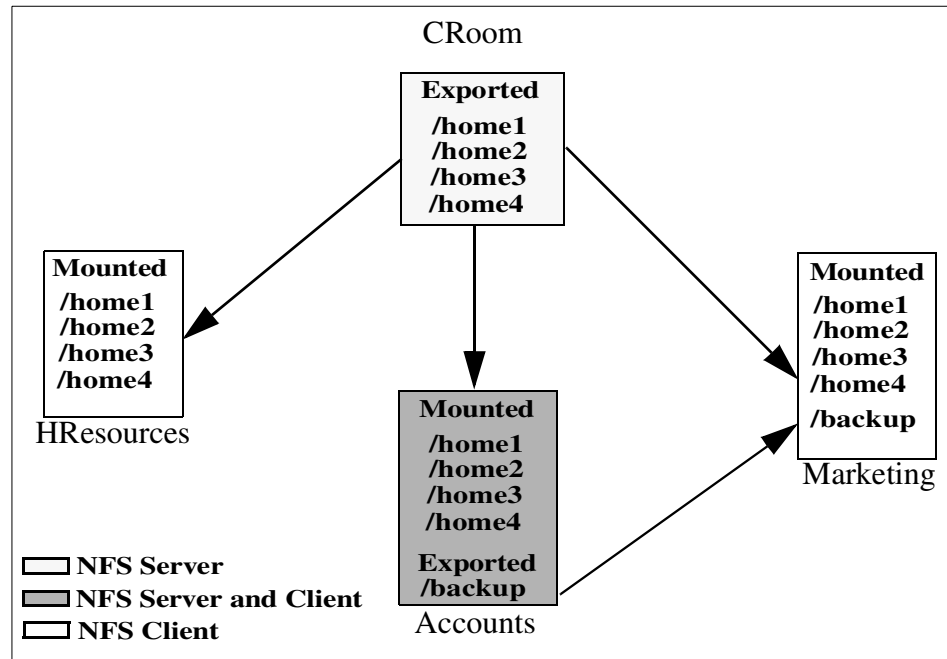 CRoom
Exported
/home1
/home2
/home3
/home4
Mounted
/home1
/home2
/home3
/home4
HResources
Mounted
/home1
/home2
/home3
/home4
/backup
Marketing
Mounted
/home1
/home2
/home3
/home4
Exported
/backup
Accounts
NFS Server
NFS Server and Client
NFS Client